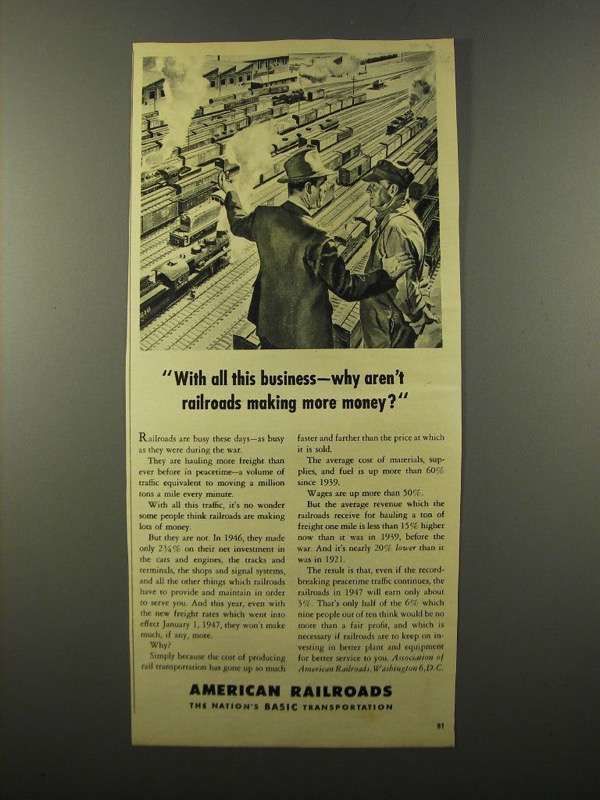 "With all this business—why aren't
railroads making more money?"
Railroads are busy these days—as busy
as they were during the war.
They are hauling more freight than
ever before in peacetime—a volume of
traffic equivalent to moving a million
tons a mile every minute.
With all this traffic, it's no wonder
some people think railroads are making
lots of money.
But they are not. In 1946, they made
only 2¾% on their net investment in
the cars and engines, the tracks and
terminals, the shops and signal systems,
and all the other things which railroads
have to provide and maintain in order
to serve you. And this year, even with
the new freight rates which went into
effect January 1, 1947, they won't make
much, if any, more.
Why?
Simply because the cost of producing
rail transportation has gone up so much
faster and farther than the price at which
it is sold.
The average cost of materials, sup-
plies, and fuel is up more than 60%
since 1939.
Wages are up more than 50%.
But the average revenue which the
railroads receive for hauling a ton of
freight one mile is less than 15% higher
now than it was in 1939, before the
war. And it's nearly 20% lower than it
was in 1921.
The result is that, even if the record-
breaking peacetime traffic continues, the
railroads in 1947 will earn only about
3%. That's only half of the 6% which
nine people out of ten think would be no
more than a fair profit, and which is
necessary if railroads are to keep on in-
vesting in better plant and equipment
for better service to you. Association of
American Railroads, Washington 6, D.C.
AMERICAN RAILROADS
THE NATION'S BASIC TRANSPORTATION
81